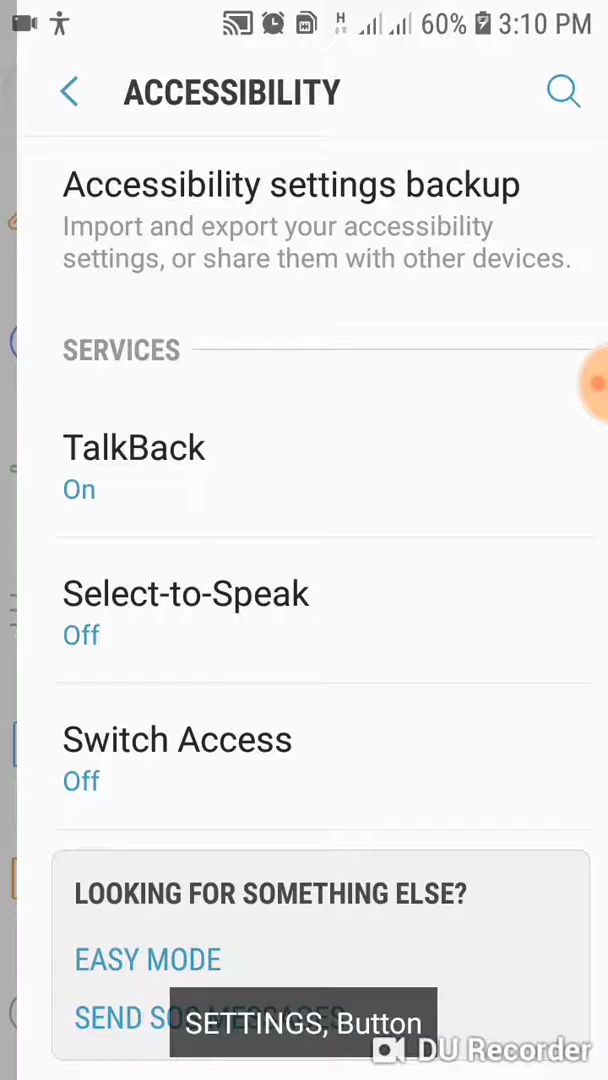 H 60% 3:10 PM
ACCESSIBILITY
Accessibility settings backup
Import and export your accessibility
settings, or share them with other devices.
SERVICES
TalkBack
On
Select-to-Speak
Off
Switch Access
Off
LOOKING FOR SOMETHING ELSE?
EASY MODE
SEND SOS MESSAGES
SETTINGS, Button
DU Recorder